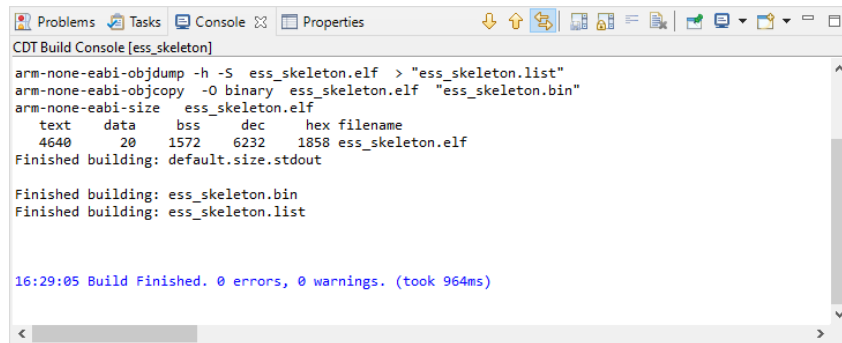 Problems Tasks Console Properties
CDT Build Console [ess_skeleton]
arm-none-eabi-objdump -h -S  ess_skeleton.elf  > "ess_skeleton.list"
arm-none-eabi-objcopy  -O binary  ess_skeleton.elf  "ess_skeleton.bin"
arm-none-eabi-size   ess_skeleton.elf
   text    data     bss     dec     hex filename
   4640      20    1572    6232    1858 ess_skeleton.elf
Finished building: default.size.stdout
Finished building: ess_skeleton.bin
Finished building: ess_skeleton.list
16:29:05 Build Finished. 0 errors, 0 warnings. (took 964ms)